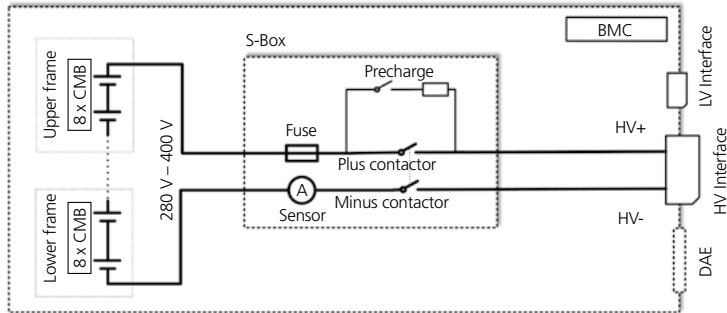 BMC
S-Box
LV Interface
Upper frame
8 x CMB
Precharge
Fuse
HV+
Plus contactor
280 V – 400 V
A
Sensor
Minus contactor
HV-
HV Interface
Lower frame
8 x CMB
DAE